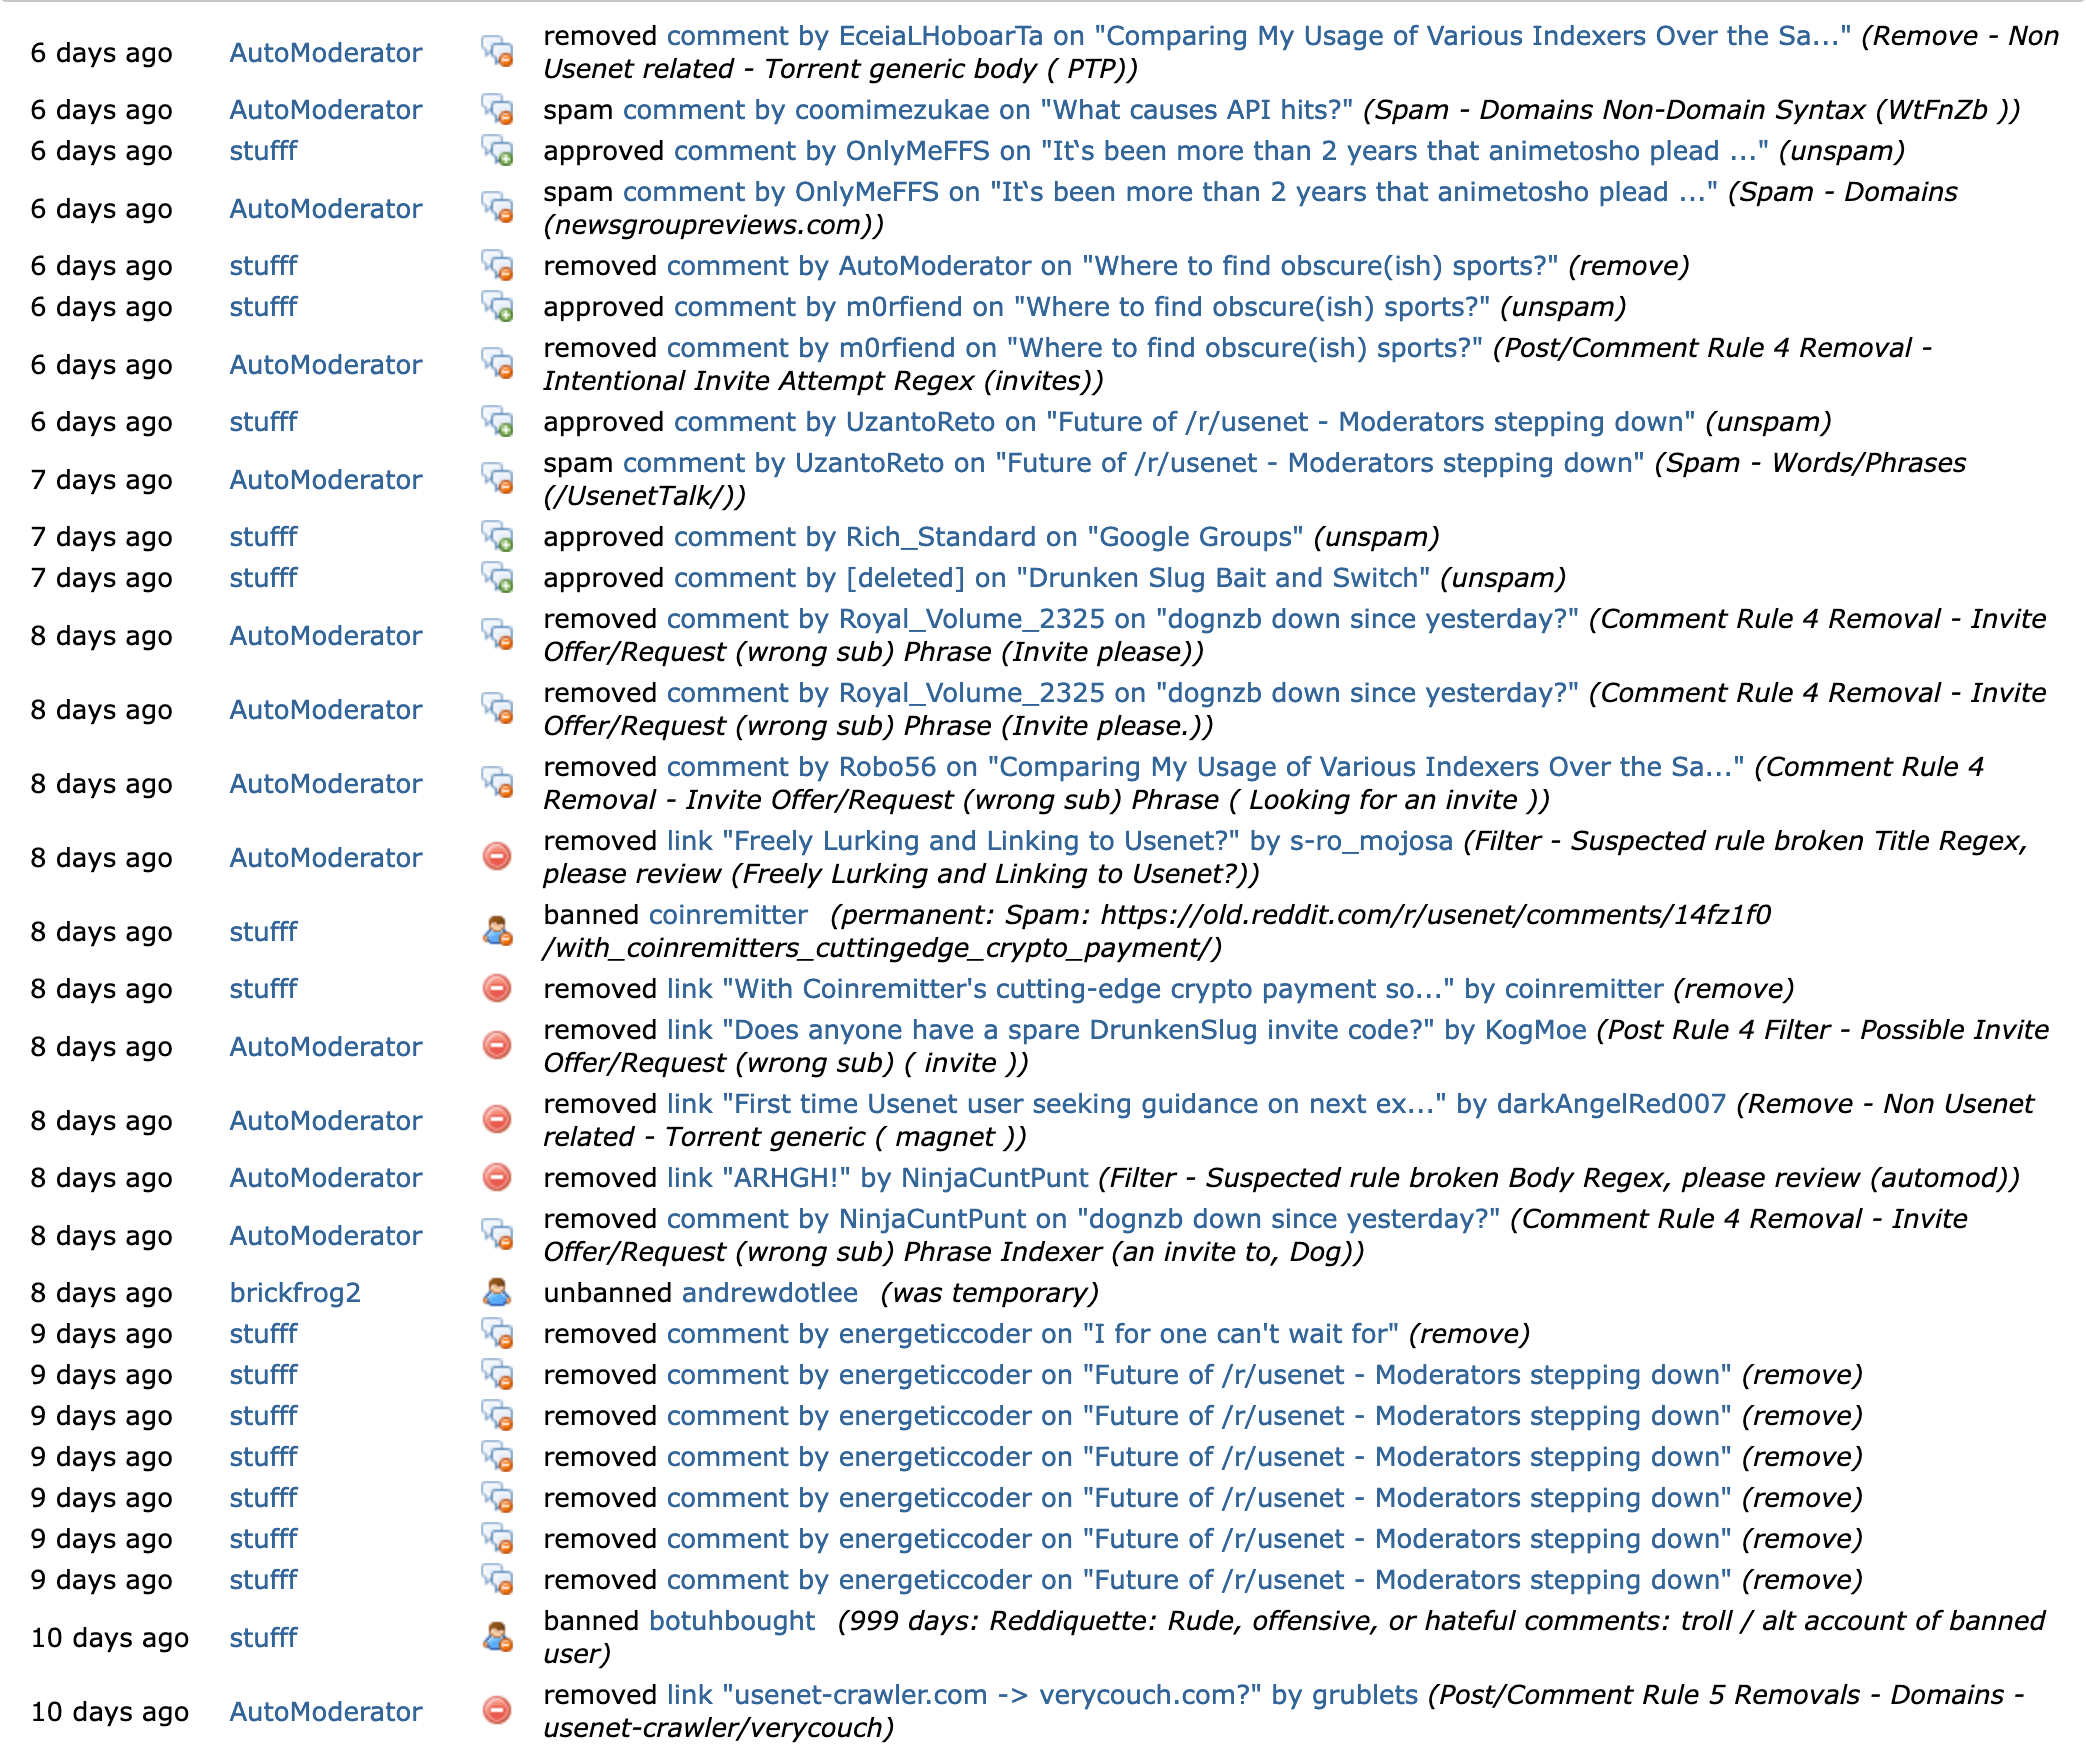 removed comment by EceiaLHoboarTa on "Comparing My Usage of Various Indexers Over the Sa..." (Remove - Non
6 days ago AutoModerator
Usenet related - Torrent generic body ( PTP))
6 days ago AutoModerator spam comment by coomimezukae on "What causes API hits?" (Spam - Domains Non-Domain Syntax (WtFnZb ))
6 days ago stufff approved comment by OnlyMeFFS on "It‛s been more than 2 years that animetosho plead ..." (unspam)
spam comment by OnlyMeFFS on "It‛s been more than 2 years that animetosho plead ..." (Spam - Domains
6 days ago AutoModerator
(newsgroupreviews.com))
6 days ago stufff removed comment by AutoModerator on "Where to find obscure(ish) sports?" (remove)
6 days ago stufff approved comment by m0rfiend on "Where to find obscure(ish) sports?" (unspam)
removed comment by m0rfiend on "Where to find obscure(ish) sports?" (Post/Comment Rule 4 Removal -
6 days ago AutoModerator
Intentional Invite Attempt Regex (invites))
6 days ago stufff approved comment by UzantoReto on "Future of /r/usenet - Moderators stepping down" (unspam)
spam comment by UzantoReto on "Future of /r/usenet - Moderators stepping down" (Spam - Words/Phrases
7 days ago AutoModerator
(/UsenetTalk/))
7 days ago stufff approved comment by Rich_Standard on "Google Groups" (unspam)
7 days ago stufff approved comment by [deleted] on "Drunken Slug Bait and Switch" (unspam)
removed comment by Royal_Volume_2325 on "dognzb down since yesterday?" (Comment Rule 4 Removal - Invite
8 days ago AutoModerator
Offer/Request (wrong sub) Phrase (Invite please))
removed comment by Royal_Volume_2325 on "dognzb down since yesterday?" (Comment Rule 4 Removal - Invite
8 days ago AutoModerator
Offer/Request (wrong sub) Phrase (Invite please.))
removed comment by Robo56 on "Comparing My Usage of Various Indexers Over the Sa..." (Comment Rule 4
8 days ago AutoModerator
Removal - Invite Offer/Request (wrong sub) Phrase ( Looking for an invite ))
removed link "Freely Lurking and Linking to Usenet?" by s-ro_mojosa (Filter - Suspected rule broken Title Regex,
8 days ago AutoModerator
please review (Freely Lurking and Linking to Usenet?))
banned coinremitter (permanent: Spam: https://old.reddit.com/r/usenet/comments/14fz1f0
8 days ago stufff
/with_coinremitters_cuttingedge_crypto_payment/)
8 days ago stufff removed link "With Coinremitter's cutting-edge crypto payment so..." by coinremitter (remove)
removed link "Does anyone have a spare DrunkenSlug invite code?" by KogMoe (Post Rule 4 Filter - Possible Invite
8 days ago AutoModerator
Offer/Request (wrong sub) ( invite ))
removed link "First time Usenet user seeking guidance on next ex..." by darkAngelRed007 (Remove - Non Usenet
8 days ago AutoModerator
related - Torrent generic ( magnet ))
8 days ago AutoModerator removed link "ARHGH!" by NinjaCuntPunt (Filter - Suspected rule broken Body Regex, please review (automod))
removed comment by NinjaCuntPunt on "dognzb down since yesterday?" (Comment Rule 4 Removal - Invite
8 days ago AutoModerator
Offer/Request (wrong sub) Phrase Indexer (an invite to, Dog))
8 days ago brickfrog2 unbanned andrewdotlee (was temporary)
9 days ago stufff removed comment by energeticcoder on "I for one can't wait for" (remove)
9 days ago stufff removed comment by energeticcoder on "Future of /r/usenet - Moderators stepping down" (remove)
9 days ago stufff removed comment by energeticcoder on "Future of /r/usenet - Moderators stepping down" (remove)
9 days ago stufff removed comment by energeticcoder on "Future of /r/usenet - Moderators stepping down" (remove)
9 days ago stufff removed comment by energeticcoder on "Future of /r/usenet - Moderators stepping down" (remove)
9 days ago stufff removed comment by energeticcoder on "Future of /r/usenet - Moderators stepping down" (remove)
9 days ago stufff removed comment by energeticcoder on "Future of /r/usenet - Moderators stepping down" (remove)
banned botuhbought (999 days: Reddiquette: Rude, offensive, or hateful comments: troll / alt account of banned
10 days ago stufff
user)
removed link "usenet-crawler.com -> verycouch.com?" by grublets (Post/Comment Rule 5 Removals - Domains -
10 days ago AutoModerator
usenet-crawler/verycouch)